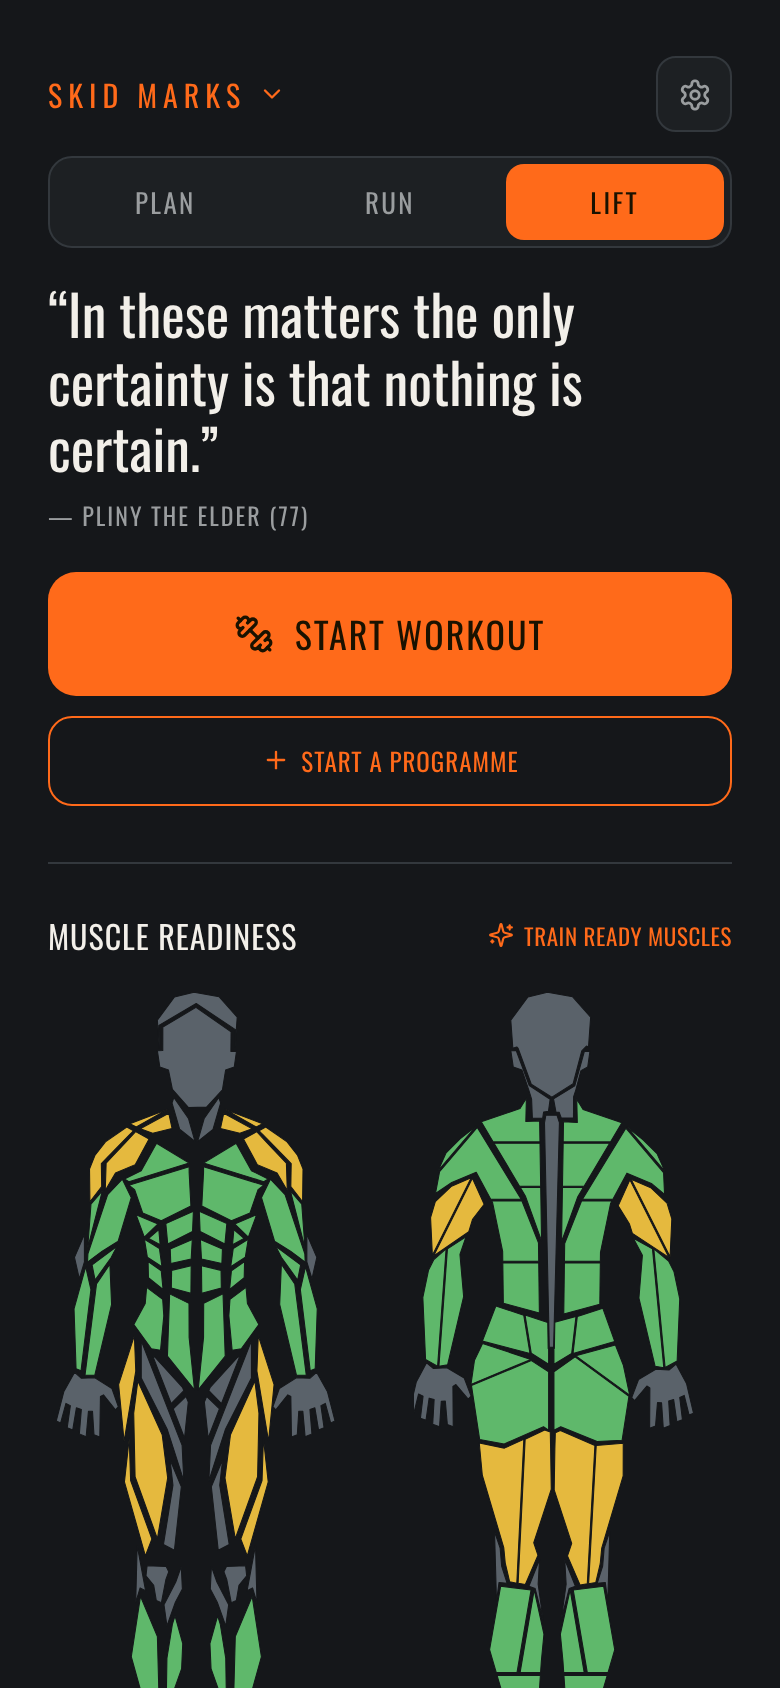 SKID MARKS
PLAN
RUN
LIFT
“In these matters the only
certainty is that nothing is
certain.”
— PLINY THE ELDER (77)
START WORKOUT
+ START A PROGRAMME
MUSCLE READINESS
TRAIN READY MUSCLES